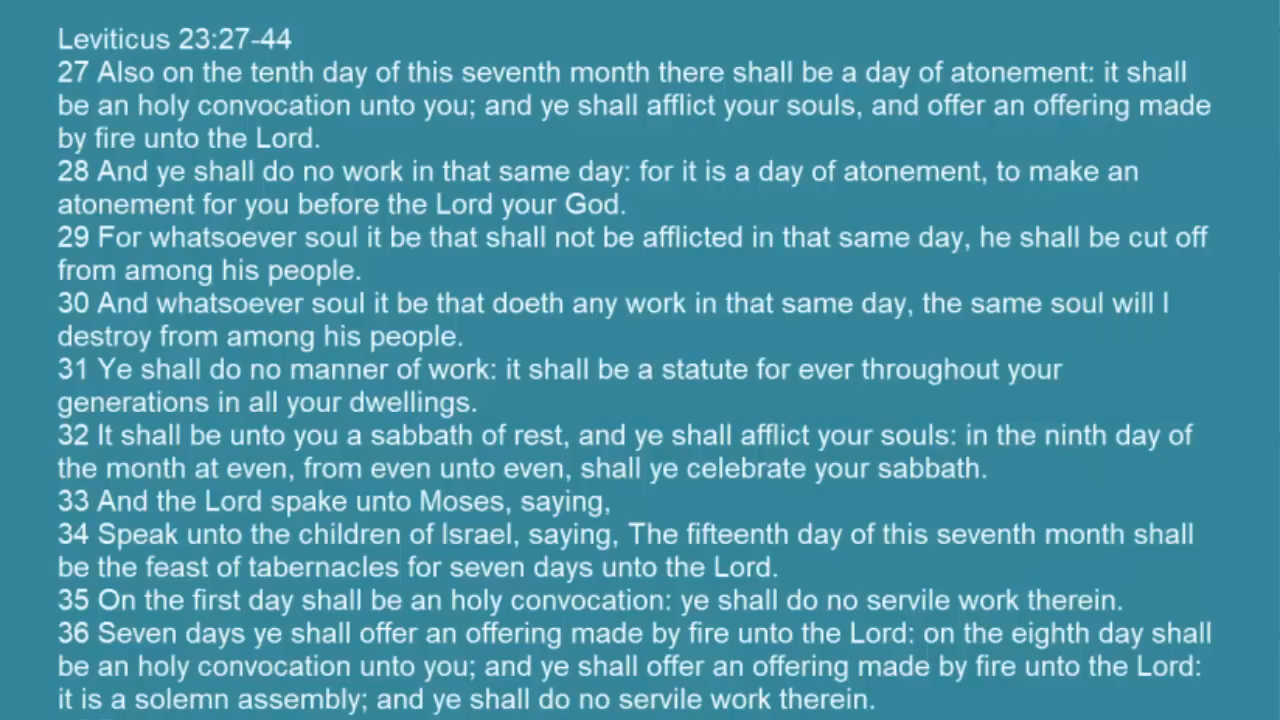 Leviticus 23:27-44
27 Also on the tenth day of this seventh month there shall be a day of atonement: it shall
be an holy convocation unto you; and ye shall afflict your souls, and offer an offering made
by fire unto the Lord.
28 And ye shall do no work in that same day: for it is a day of atonement, to make an
atonement for you before the Lord your God.
29 For whatsoever soul it be that shall not be afflicted in that same day, he shall be cut off
from among his people.
30 And whatsoever soul it be that doeth any work in that same day, the same soul will I
destroy from among his people.
31 Ye shall do no manner of work: it shall be a statute for ever throughout your
generations in all your dwellings.
32 It shall be unto you a sabbath of rest, and ye shall afflict your souls: in the ninth day of
the month at even, from even unto even, shall ye celebrate your sabbath.
33 And the Lord spake unto Moses, saying,
34 Speak unto the children of Israel, saying, The fifteenth day of this seventh month shall
be the feast of tabernacles for seven days unto the Lord.
35 On the first day shall be an holy convocation: ye shall do no servile work therein.
36 Seven days ye shall offer an offering made by fire unto the Lord: on the eighth day shall
be an holy convocation unto you; and ye shall offer an offering made by fire unto the Lord:
it is a solemn assembly; and ye shall do no servile work therein.